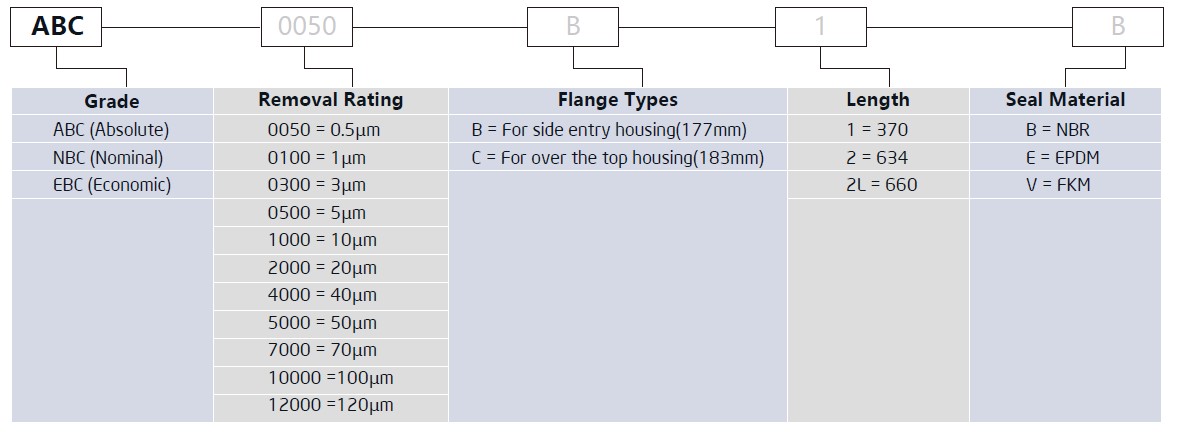 ABC 0050 B 1 B
Grade Removal Rating Flange Types Length Seal Material
ABC (Absolute) 0050 = 0.5µm B = For side entry housing(177mm) 1 = 370 B = NBR
NBC (Nominal) 0100 = 1µm C = For over the top housing(183mm) 2 = 634 E = EPDM
EBC (Economic) 0300 = 3µm 2L = 660 V = FKM
0500 = 5µm
1000 = 10µm
2000 = 20µm
4000 = 40µm
5000 = 50µm
7000 = 70µm
10000 =100µm
12000 =120µm